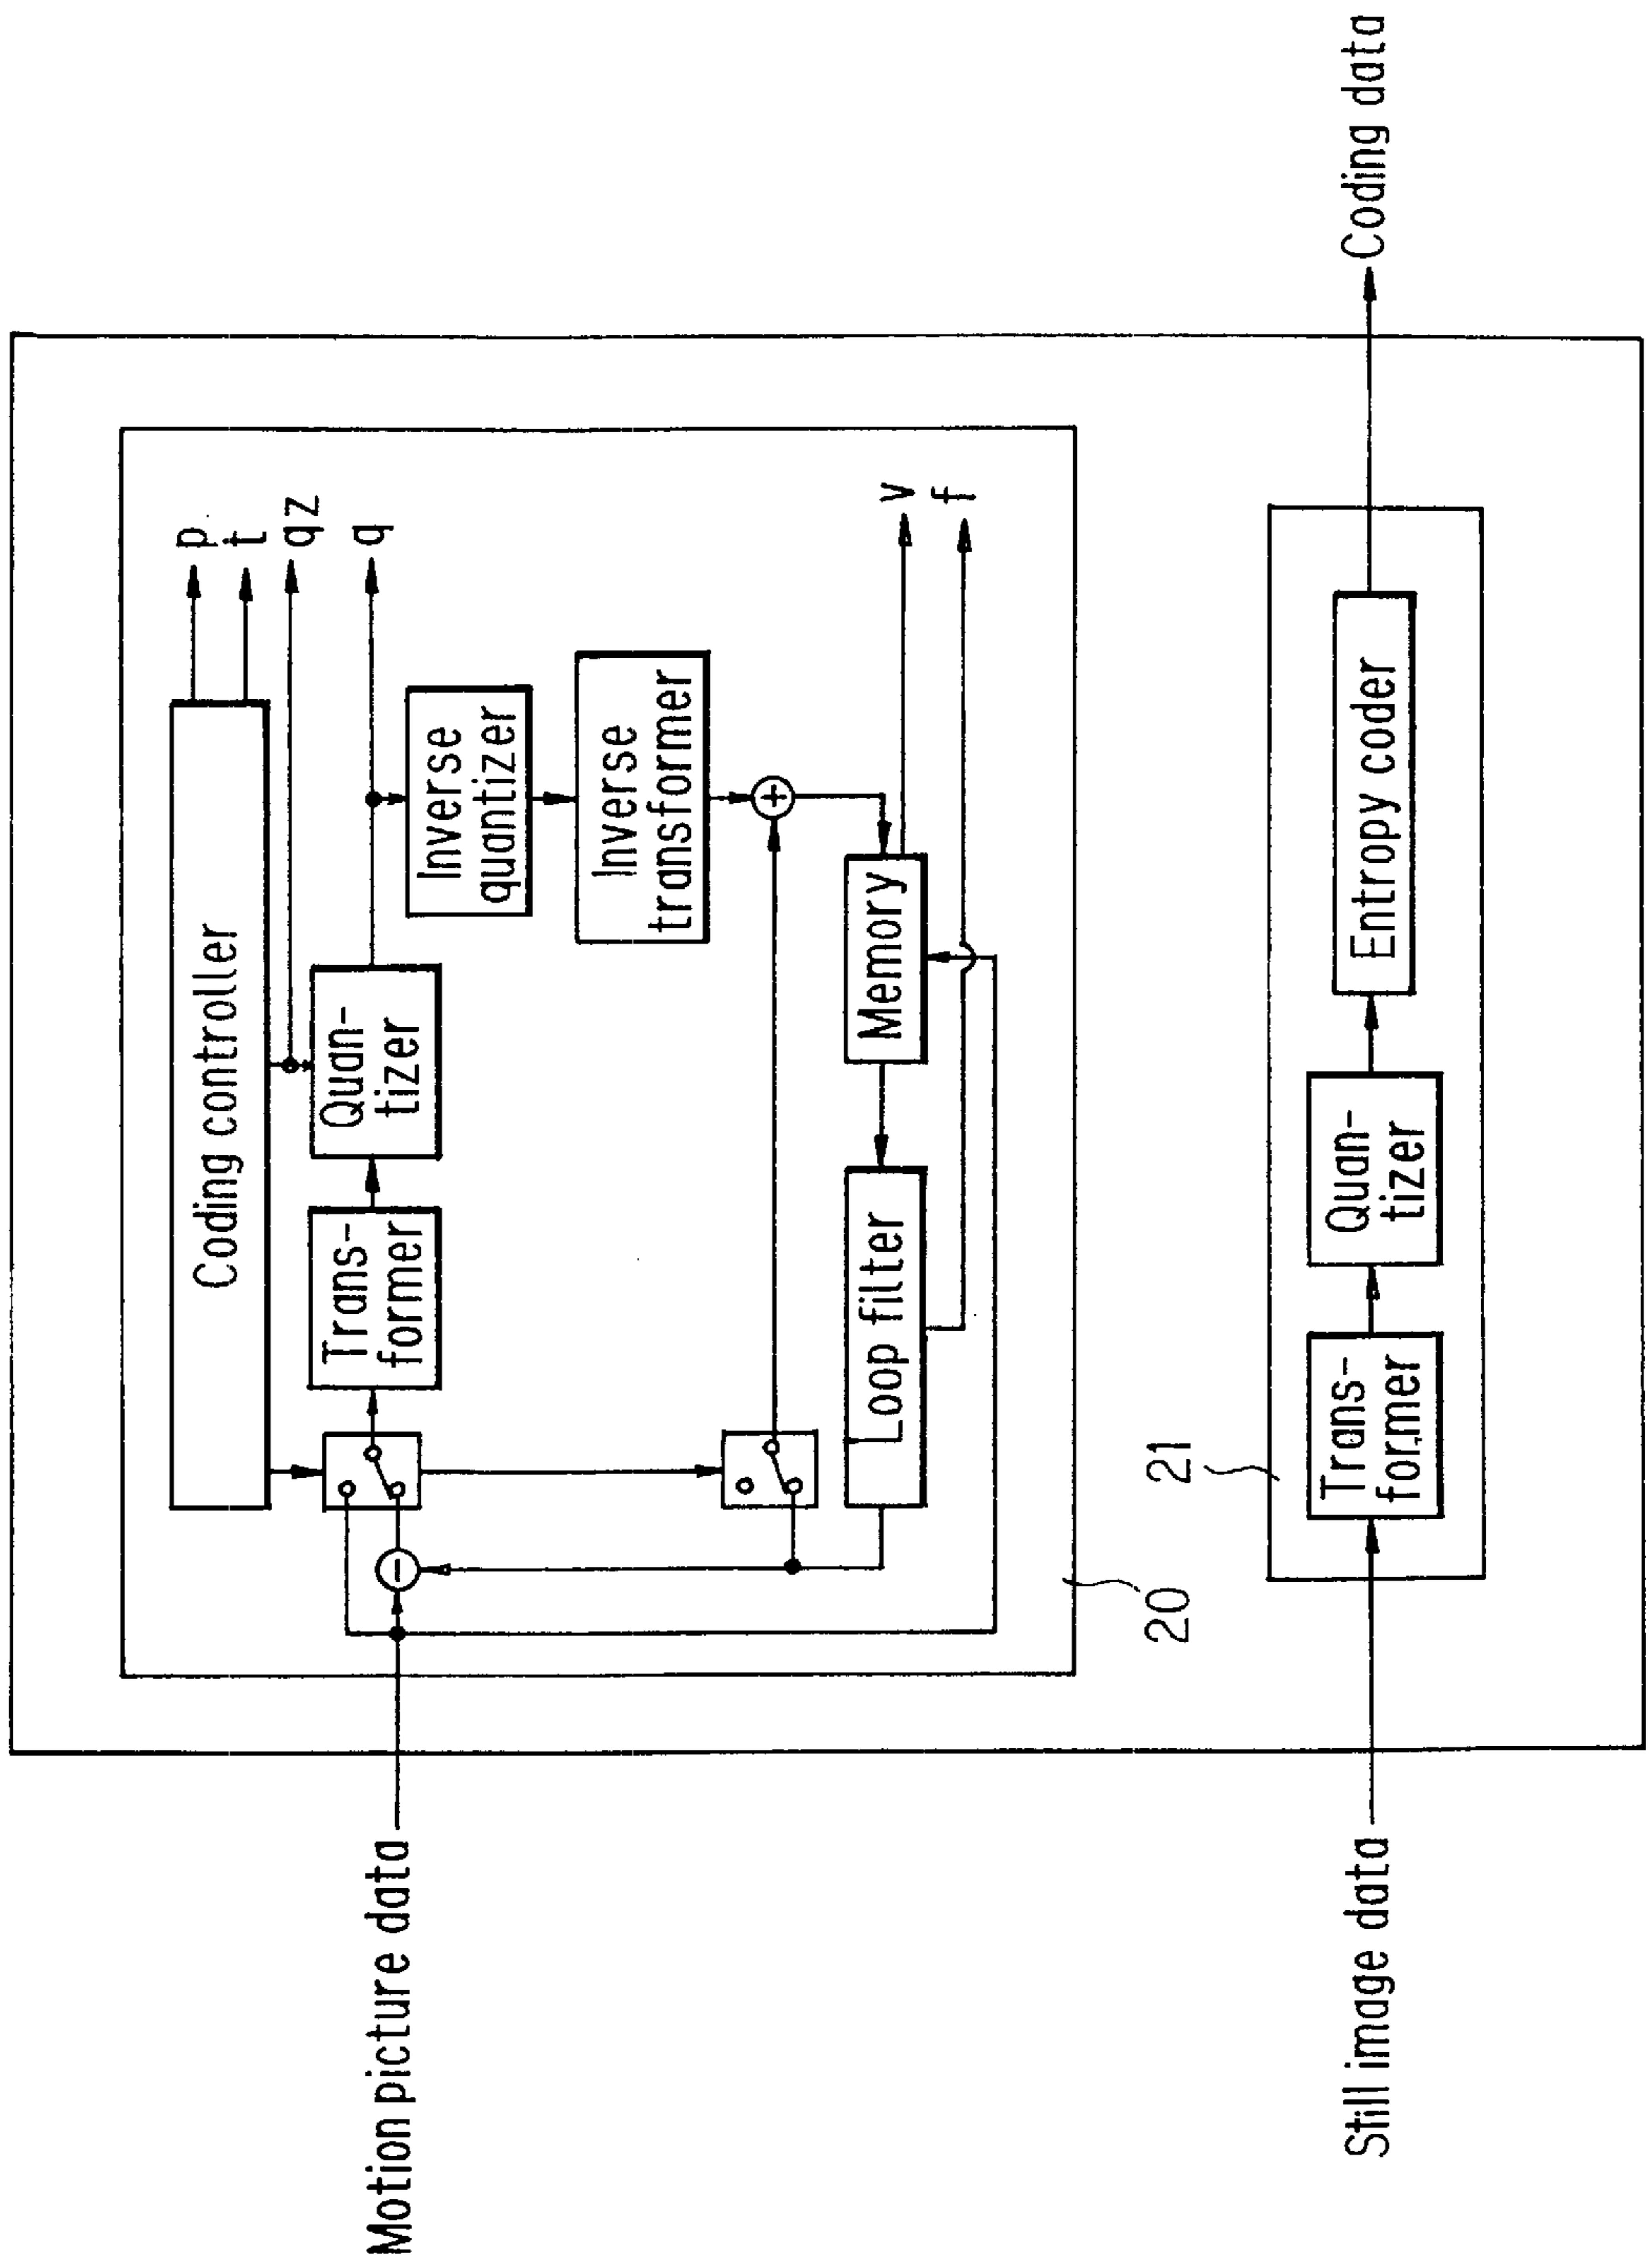 Coding controller
p
t
qz
q
Trans-
former
Quan-
tizer
Inverse
quantizer
Inverse
transformer
Motion picture data
+
−
Loop filter
Memory
v
f
20
21
Still image data
Trans-
former
Quan-
tizer
Entropy coder
Coding data